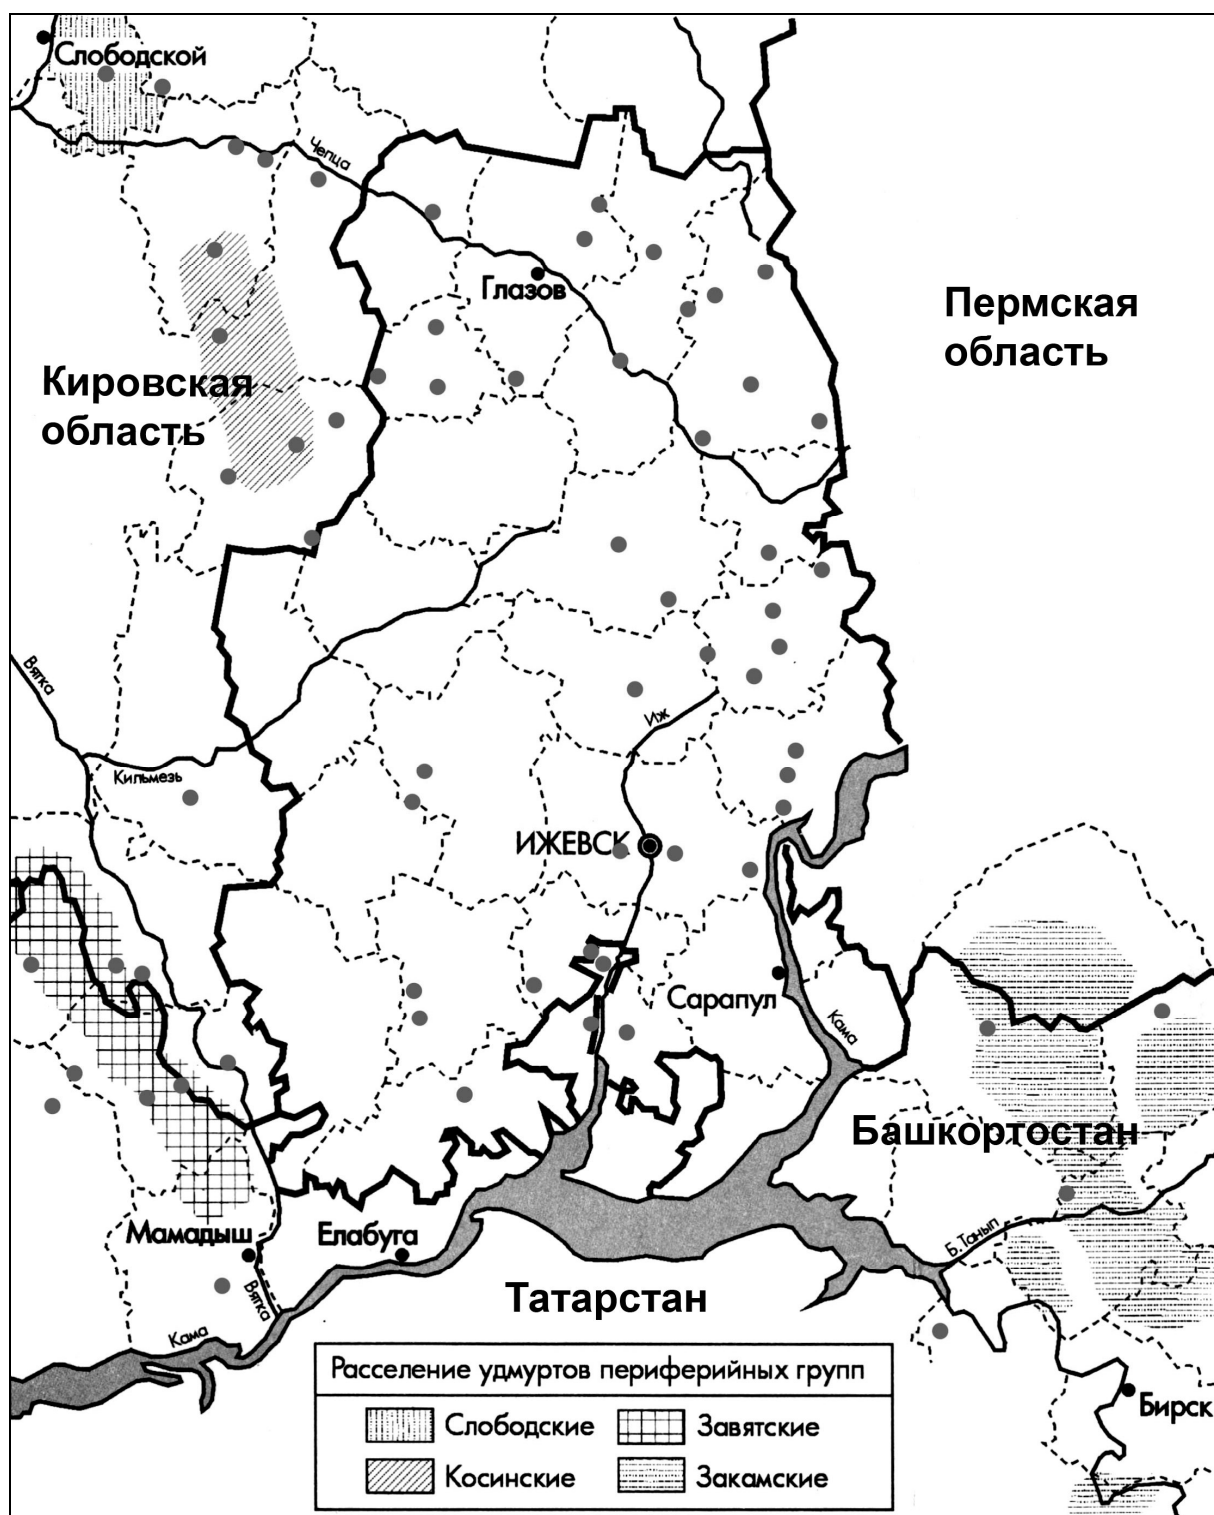 Слободской
Чепца
Глазов
Пермская
область
Кировская
область
Вятка
Иж
Кильмезь
ИЖЕВСК
Сарапул
Кама
Башкортостан
Мамадыш
Елабуга
Б. Танып
Вятка
Татарстан
Кама
Бирск
Расселение удмуртов периферийных групп
Слободские
Завятские
Косинские
Закамские